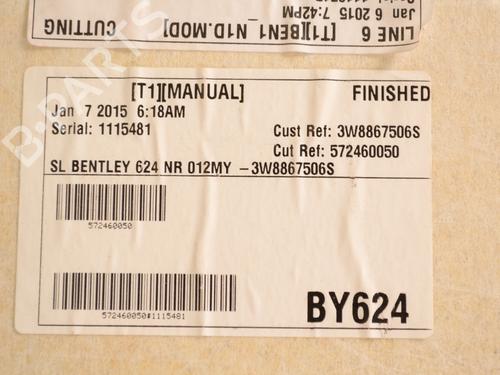 CUTTING
LINE 6 [T1][BEN1_N1D.MOD]
Jan 6 2015 7:42PM
B-PARTS
[T1][MANUAL]
FINISHED
Jan 7 2015 6:18AM
Serial: 1115481
Cust Ref: 3W8867506S
Cut Ref: 572460050
SL BENTLEY 624 NR 012MY -3W8867506S
572460050
572460050#1115481
BY624